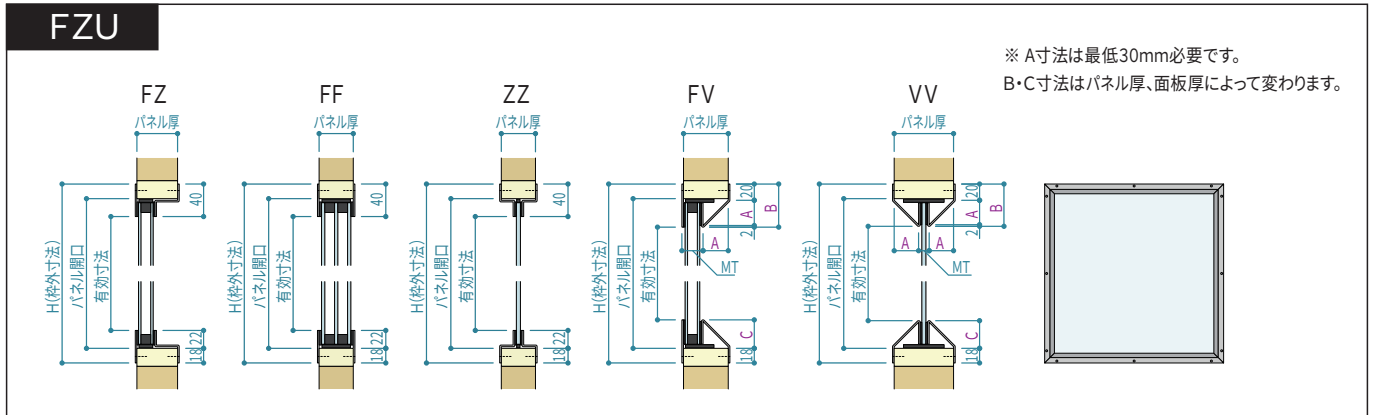 FZU
※ A寸法は最低30mm必要です。
B・C寸法はパネル厚、面板厚によって変わります。
FZ
パネル厚
H(枠外寸法)
パネル開口
有効寸法
40
22
18
FF
パネル厚
H(枠外寸法)
パネル開口
有効寸法
40
22
18
ZZ
パネル厚
H(枠外寸法)
パネル開口
有効寸法
40
22
18
FV
パネル厚
H(枠外寸法)
パネル開口
有効寸法
20
A
B
2
A
MT
C
18
VV
パネル厚
H(枠外寸法)
パネル開口
有効寸法
20
A
B
2
A
A
MT
C
18